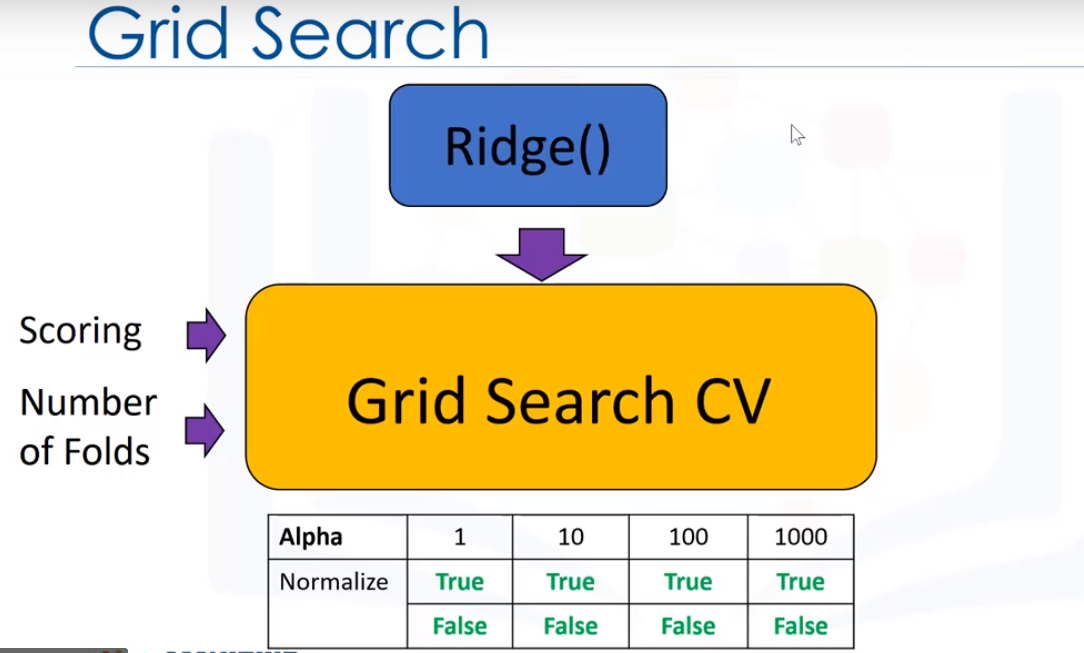 Grid Search
Ridge()
Scoring
Number
of Folds
Grid Search CV
Alpha 1 10 100 1000
Normalize True True True True
False False False False